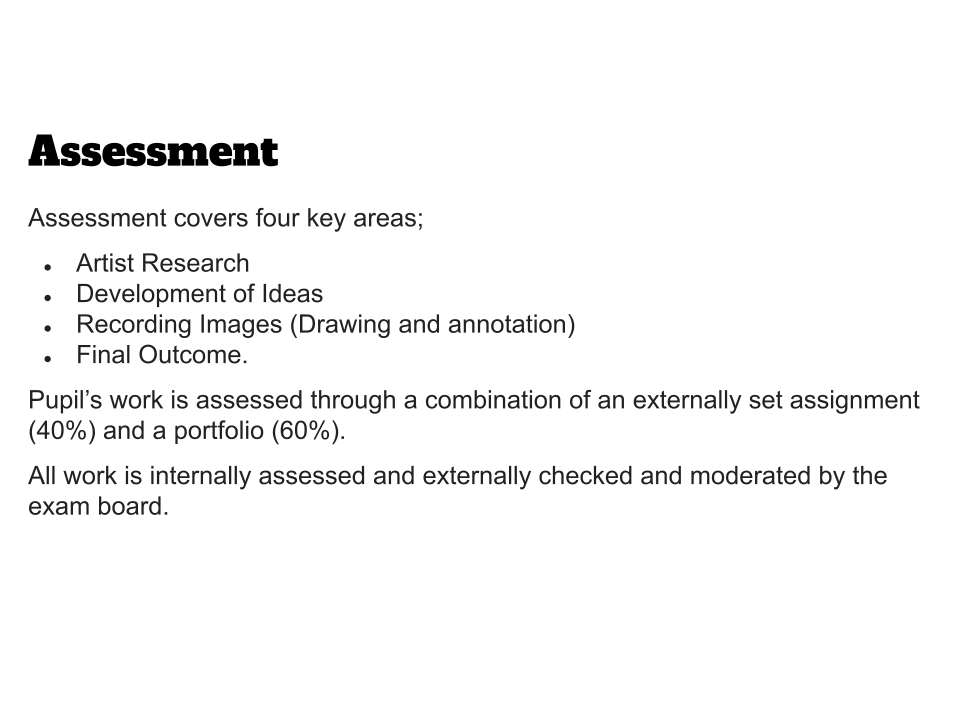 Assessment
Assessment covers four key areas;
● Artist Research
● Development of Ideas
● Recording Images (Drawing and annotation)
● Final Outcome.
Pupil’s work is assessed through a combination of an externally set assignment
(40%) and a portfolio (60%).
All work is internally assessed and externally checked and moderated by the
exam board.